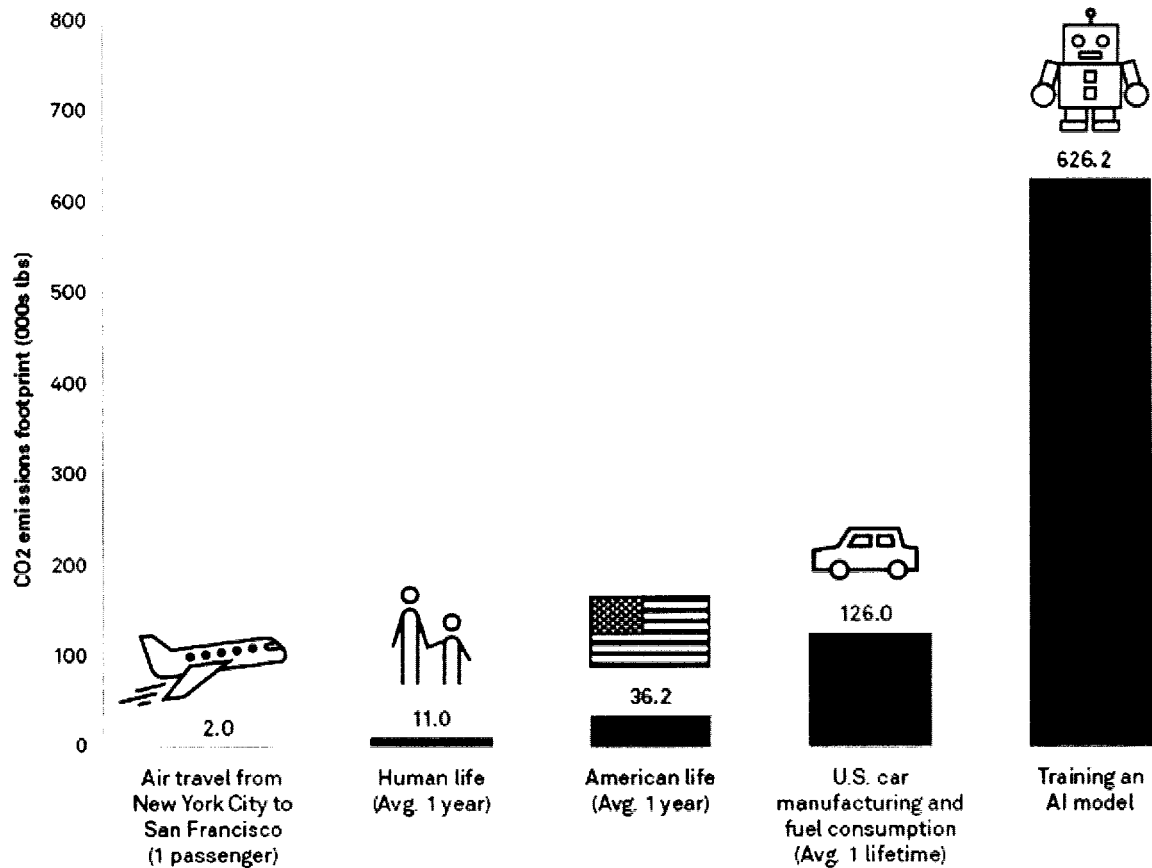 CO2 emissions footprint (000s lbs)
800
700
600
500
400
300
200
100
0
2.0
11.0
36.2
126.0
626.2
Air travel from
New York City to
San Francisco
(1 passenger)
Human life
(Avg. 1 year)
American life
(Avg. 1 year)
U.S. car
manufacturing and
fuel consumption
(Avg. 1 lifetime)
Training an
AI model